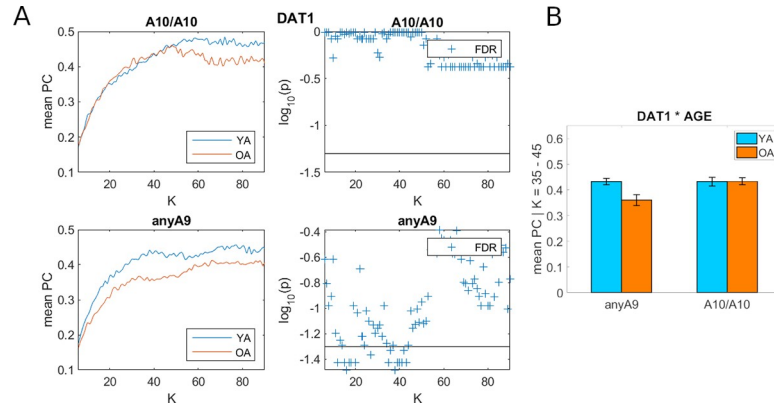 A
B
DAT1
A10/A10
mean PC
0.5
0.4
0.3
0.2
0.1
20
40
60
80
K
YA
OA
A10/A10
log10(p)
0
-0.5
-1
-1.5
20
40
60
80
K
FDR
anyA9
mean PC
0.5
0.4
0.3
0.2
0.1
20
40
60
80
K
YA
OA
anyA9
log10(p)
-0.4
-0.6
-0.8
-1
-1.2
-1.4
20
40
60
80
K
FDR
DAT1 * AGE
mean PC | K = 35 - 45
0.6
0.5
0.4
0.3
0.2
0.1
0
anyA9
A10/A10
YA
OA